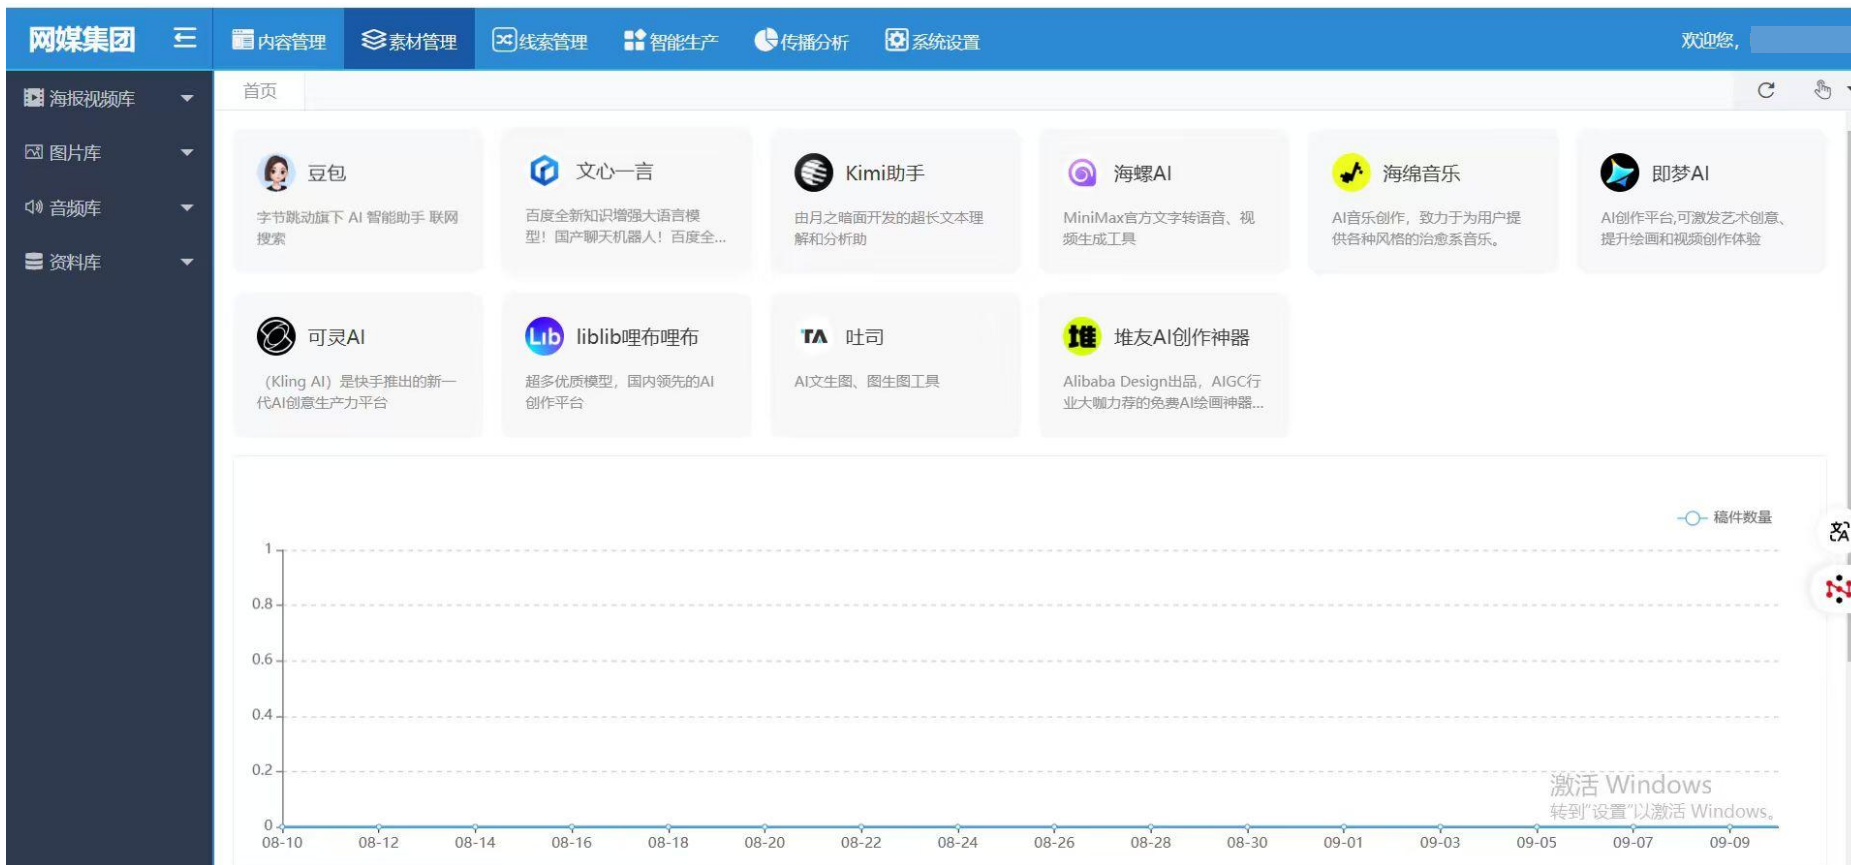 网媒集团
内容管理
素材管理
线索管理
智能生产
传播分析
系统设置
欢迎您,
海报视频库
图片库
音频库
资料库
首页
豆包
字节跳动旗下 AI 智能助手 联网
搜索
文心一言
百度全新知识增强大语言模
型！国产聊天机器人！百度全...
Kimi助手
由月之暗面开发的超长文本理
解和分析助
海螺AI
MiniMax官方文字转语音、视
频生成工具
海绵音乐
AI音乐创作，致力于为用户提
供各种风格的治愈系音乐。
即梦AI
AI创作平台,可激发艺术创意、
提升绘画和视频创作体验
可灵AI
（Kling AI）是快手推出的新一
代AI创意生产力平台
Lib
liblib哩布哩布
超多优质模型，国内领先的AI
创作平台
TA
吐司
AI文生图、图生图工具
堆
堆友AI创作神器
Alibaba Design出品，AIGC行
业大咖力荐的免费AI绘画神器...
稿件数量
1
0.8
0.6
0.4
0.2
0
08-10
08-12
08-14
08-16
08-18
08-20
08-22
08-24
08-26
08-28
08-30
09-01
09-03
09-05
09-07
09-09
激活 Windows
转到"设置"以激活 Windows。
文A